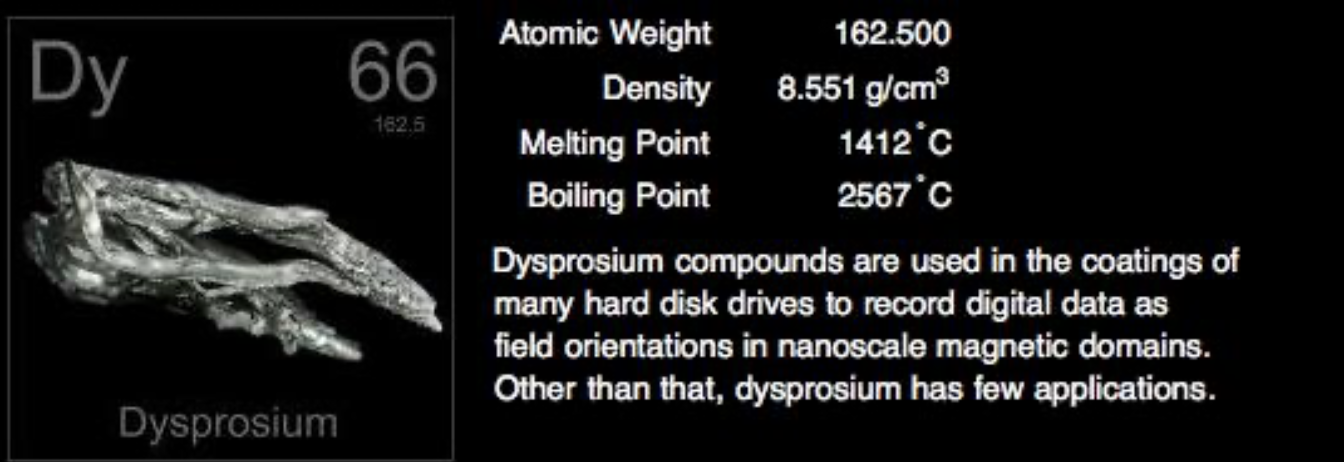 Dy 66
162.5
Dysprosium
Atomic Weight 162.500
Density 8.551 g/cm³
Melting Point 1412˚C
Boiling Point 2567˚C
Dysprosium compounds are used in the coatings of
many hard disk drives to record digital data as
field orientations in nanoscale magnetic domains.
Other than that, dysprosium has few applications.